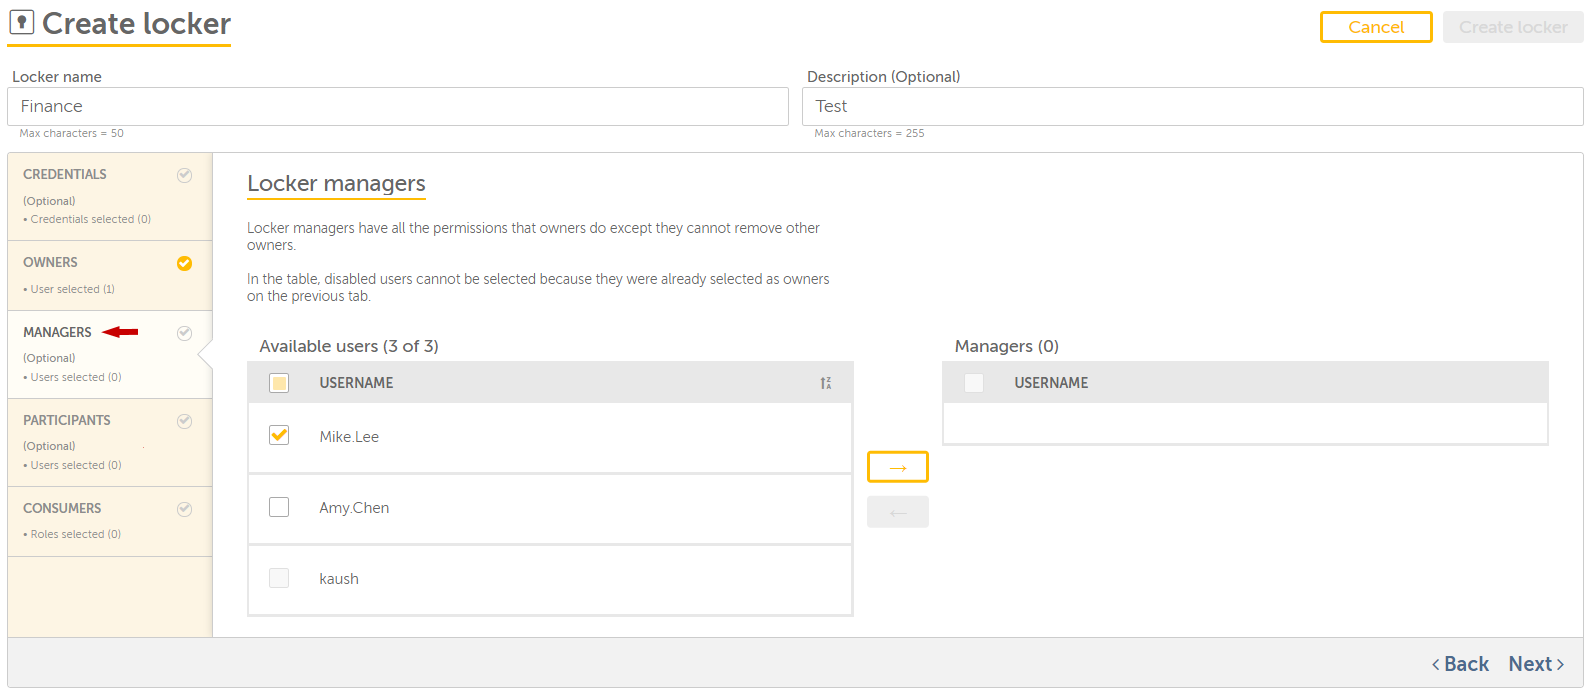 Create locker
Cancel
Create locker
Locker name
Description (Optional)
Finance
Test
Max characters = 50
Max characters = 255
CREDENTIALS
(Optional)
• Credentials selected (0)
OWNERS
• User selected (1)
MANAGERS
(Optional)
• Users selected (0)
PARTICIPANTS
(Optional)
• Users selected (0)
CONSUMERS
• Roles selected (0)
Locker managers
Locker managers have all the permissions that owners do except they cannot remove other
owners.
In the table, disabled users cannot be selected because they were already selected as owners
on the previous tab.
Available users (3 of 3)
USERNAME
Mike.Lee
Amy.Chen
kaush
→
←
Managers (0)
USERNAME
‹ Back
Next ›